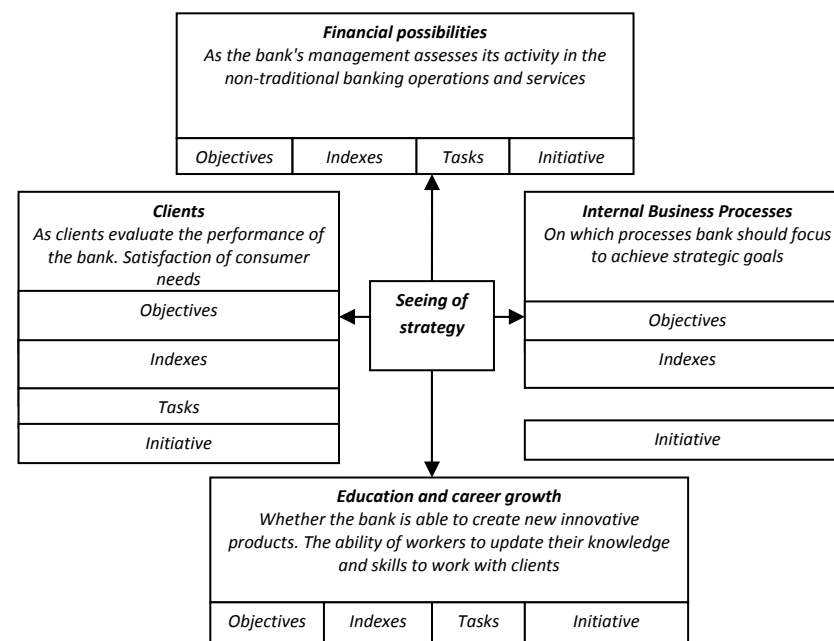 Financial possibilities
As the bank's management assesses its activity in the
non-traditional banking operations and services
Objectives Indexes Tasks Initiative
Clients
As clients evaluate the performance of
the bank. Satisfaction of consumer
needs
Objectives
Indexes
Tasks
Initiative
Seeing of
strategy
Internal Business Processes
On which processes bank should focus
to achieve strategic goals
Objectives
Indexes
Initiative
Education and career growth
Whether the bank is able to create new innovative
products. The ability of workers to update their knowledge
and skills to work with clients
Objectives Indexes Tasks Initiative